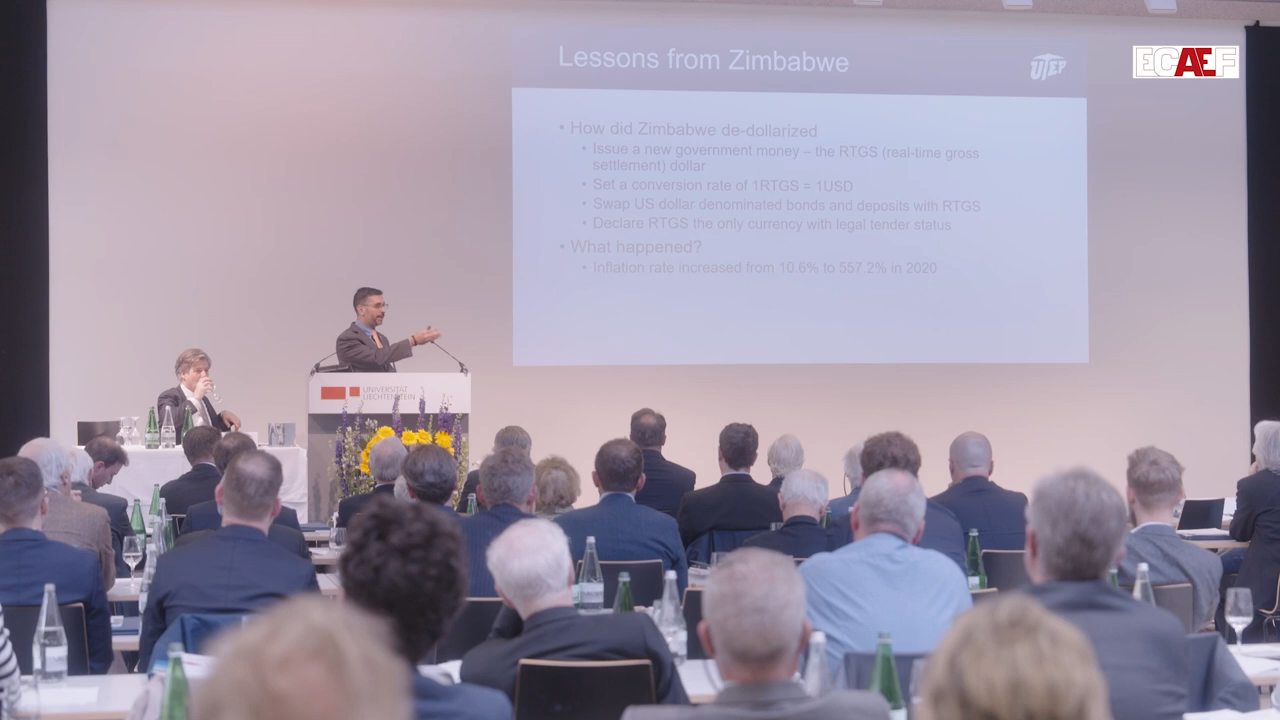 Lessons from Zimbabwe
UTEP
ECAEF
• How did Zimbabwe de-dollarized
• Issue a new government money – the RTGS (real-time gross
settlement) dollar
• Set a conversion rate of 1RTGS = 1USD
• Swap US dollar denominated bonds and deposits with RTGS
• Declare RTGS the only currency with legal tender status
• What happened?
• Inflation rate increased from 10.6% to 557.2% in 2020
UNIVERSITÄT
LIECHTENSTEIN